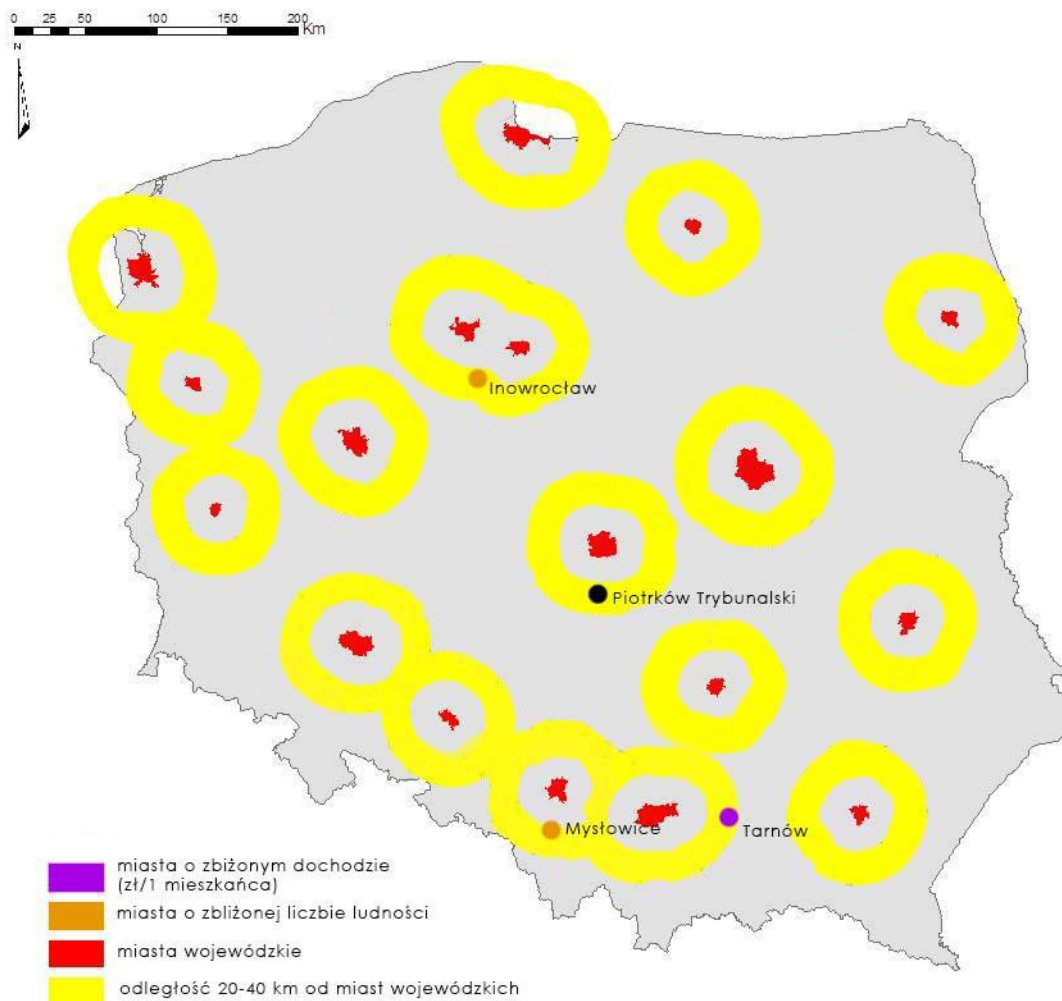 0 25 50 100 150 200
Km
N
Inowrocław
Piotrków Trybunalski
Mysłowice
Tarnów
miasta o zbiżonym dochodzie
(zł/1 mieszkańca)
miasta o zbliżonej liczbie ludności
miasta wojewódzkie
odległość 20-40 km od miast wojewódzkich